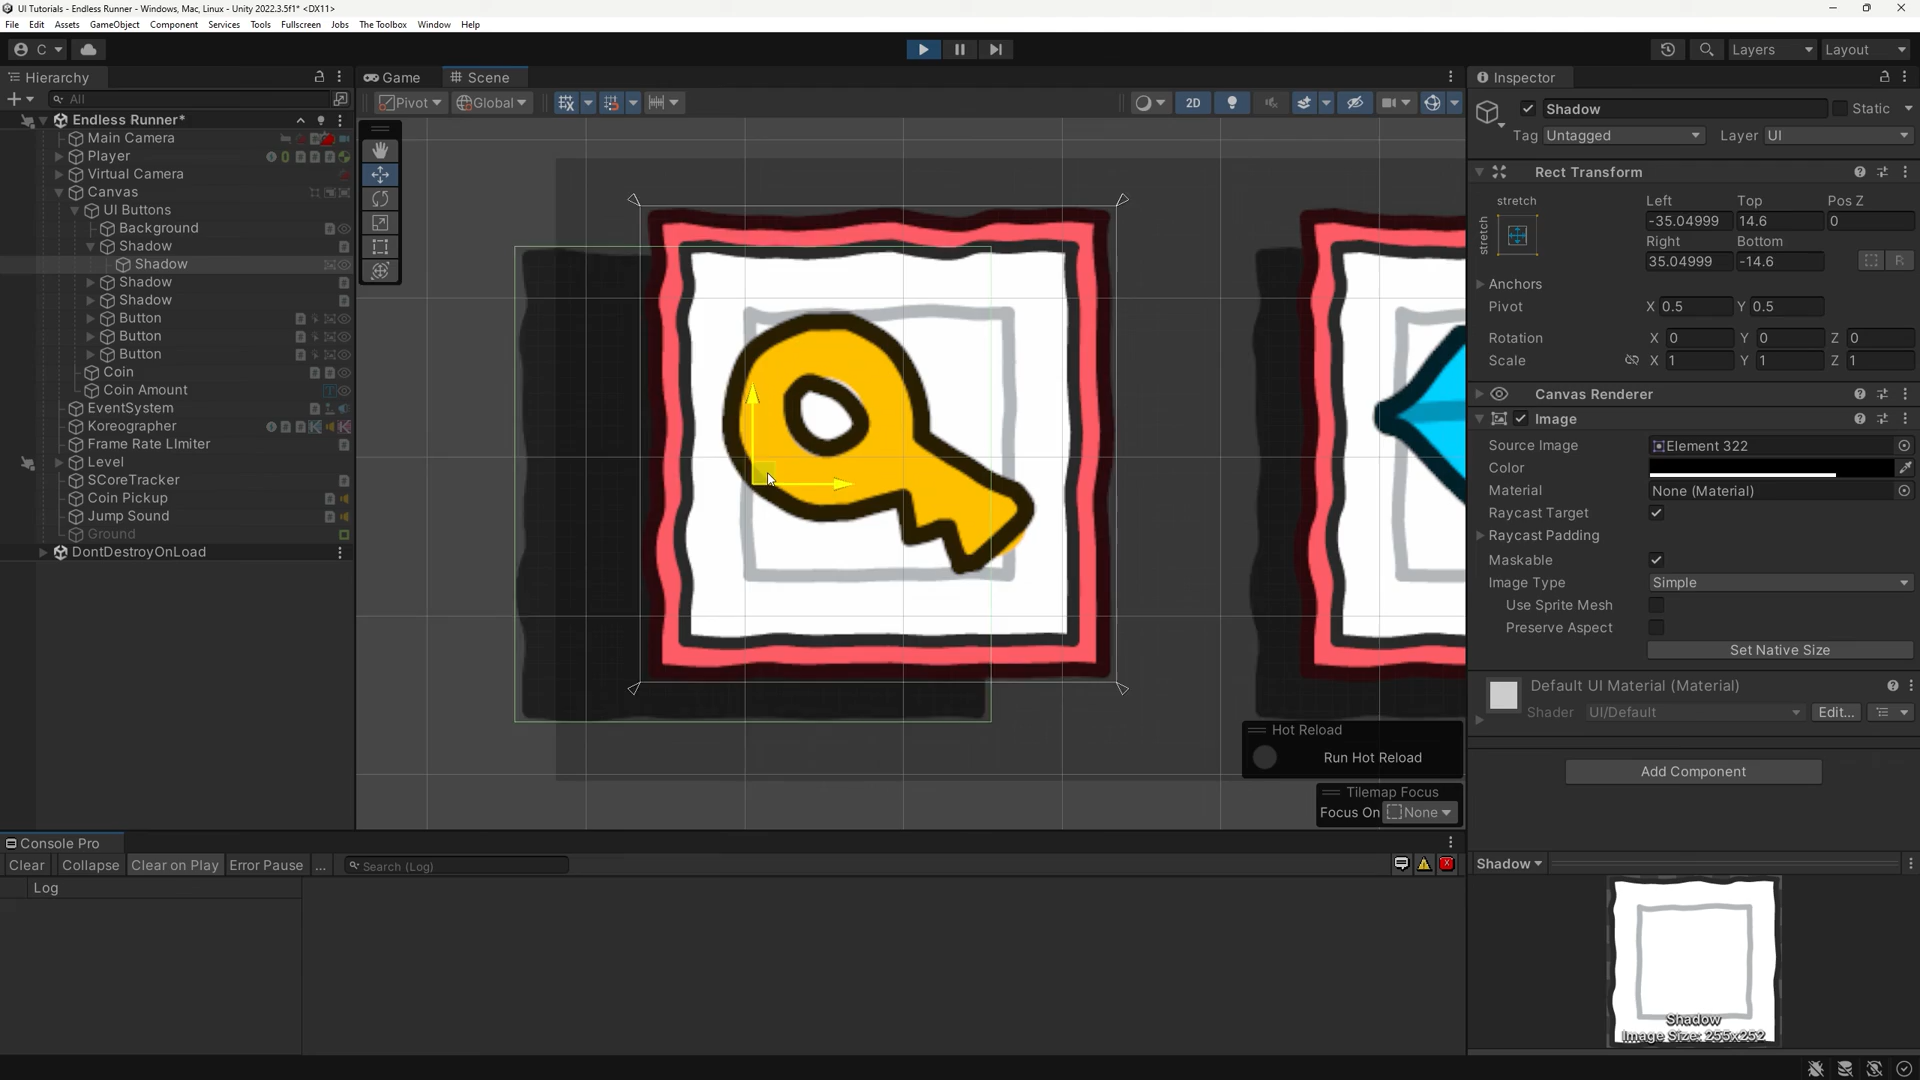 UI Tutorials - Endless Runner - Windows, Mac, Linux - Unity 2022.3.5f1* <DX11>
File Edit Assets GameObject Component Services Tools Fullscreen Jobs The Toolbox Window Help
C Layers Layout
Hierarchy
All
Endless Runner*
Main Camera
Player
Virtual Camera
Canvas
UI Buttons
Background
Shadow
Shadow
Shadow
Shadow
Button
Button
Button
Coin
Coin Amount
EventSystem
Koreographer
Frame Rate LImiter
Level
SCoreTracker
Coin Pickup
Jump Sound
Ground
DontDestroyOnLoad
Game Scene
Pivot Global 2D
Hot Reload
Run Hot Reload
Tilemap Focus
Focus On None
Inspector
Shadow Static
Tag Untagged Layer UI
Rect Transform
stretch Left Top Pos Z
stretch -35.04999 14.6 0
Right Bottom
35.04999 -14.6 R
Anchors
Pivot X 0.5 Y 0.5
Rotation X 0 Y 0 Z 0
Scale X 1 Y 1 Z 1
Canvas Renderer
Image
Source Image Element 322
Color
Material None (Material)
Raycast Target
Raycast Padding
Maskable
Image Type Simple
Use Sprite Mesh
Preserve Aspect
Set Native Size
Default UI Material (Material)
Shader UI/Default Edit...
Add Component
Console Pro
Clear Collapse Clear on Play Error Pause ... Search (Log)
Log
Shadow
Shadow
Image Size: 255x252